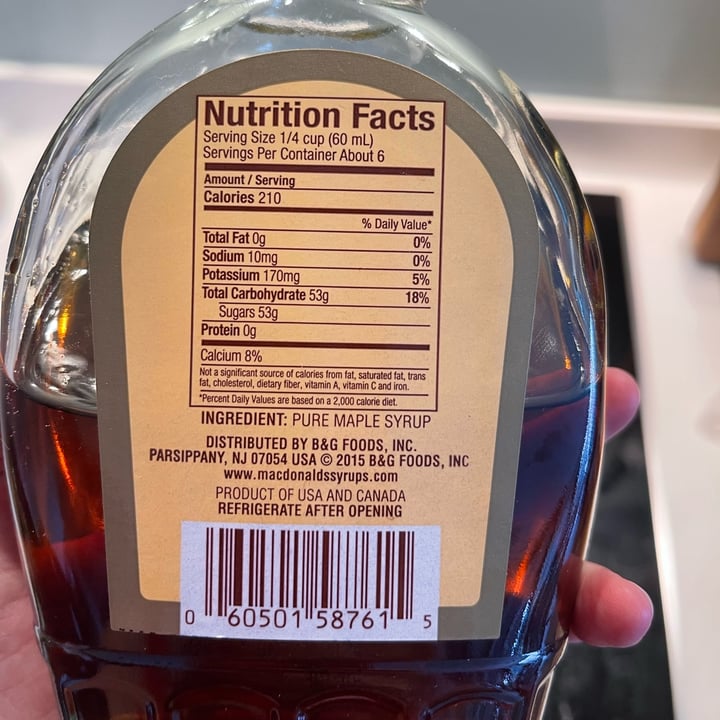 Nutrition Facts
Serving Size 1/4 cup (60 mL)
Servings Per Container About 6
Amount / Serving
Calories 210
% Daily Value*
Total Fat 0g 0%
Sodium 10mg 0%
Potassium 170mg 5%
Total Carbohydrate 53g 18%
Sugars 53g
Protein 0g
Calcium 8%
Not a significant source of calories from fat, saturated fat, trans
fat, cholesterol, dietary fiber, vitamin A, vitamin C and iron.
*Percent Daily Values are based on a 2,000 calorie diet.
INGREDIENT: PURE MAPLE SYRUP
DISTRIBUTED BY B&G FOODS, INC.
PARSIPPANY, NJ 07054 USA © 2015 B&G FOODS, INC
www.macdonaldssyrups.com
PRODUCT OF USA AND CANADA
REFRIGERATE AFTER OPENING
0 60501 58761 5